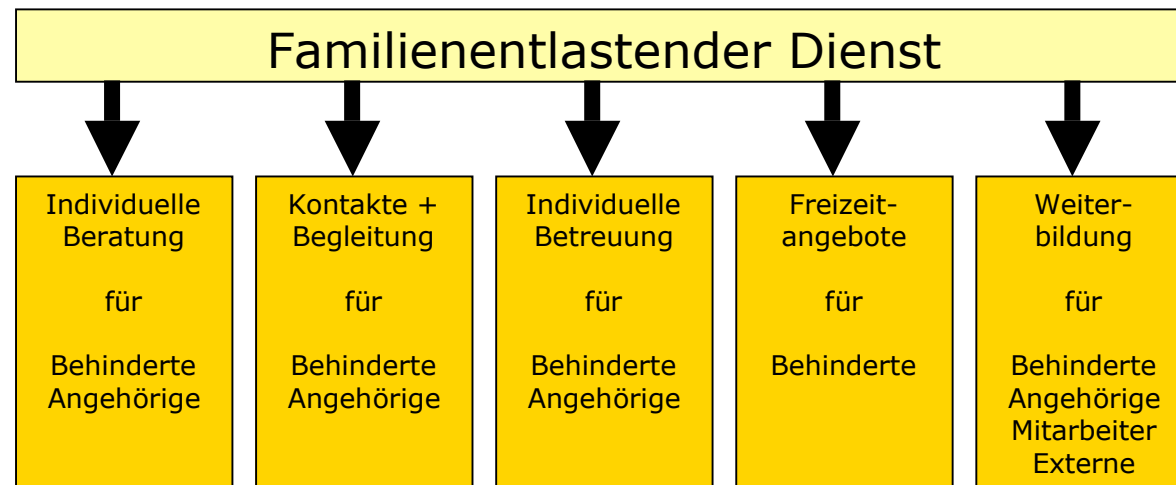 Familienentlastender Dienst
Individuelle
Beratung
für
Behinderte
Angehörige
Kontakte +
Begleitung
für
Behinderte
Angehörige
Individuelle
Betreuung
für
Behinderte
Angehörige
Freizeit-
angebote
für
Behinderte
Weiter-
bildung
für
Behinderte
Angehörige
Mitarbeiter
Externe